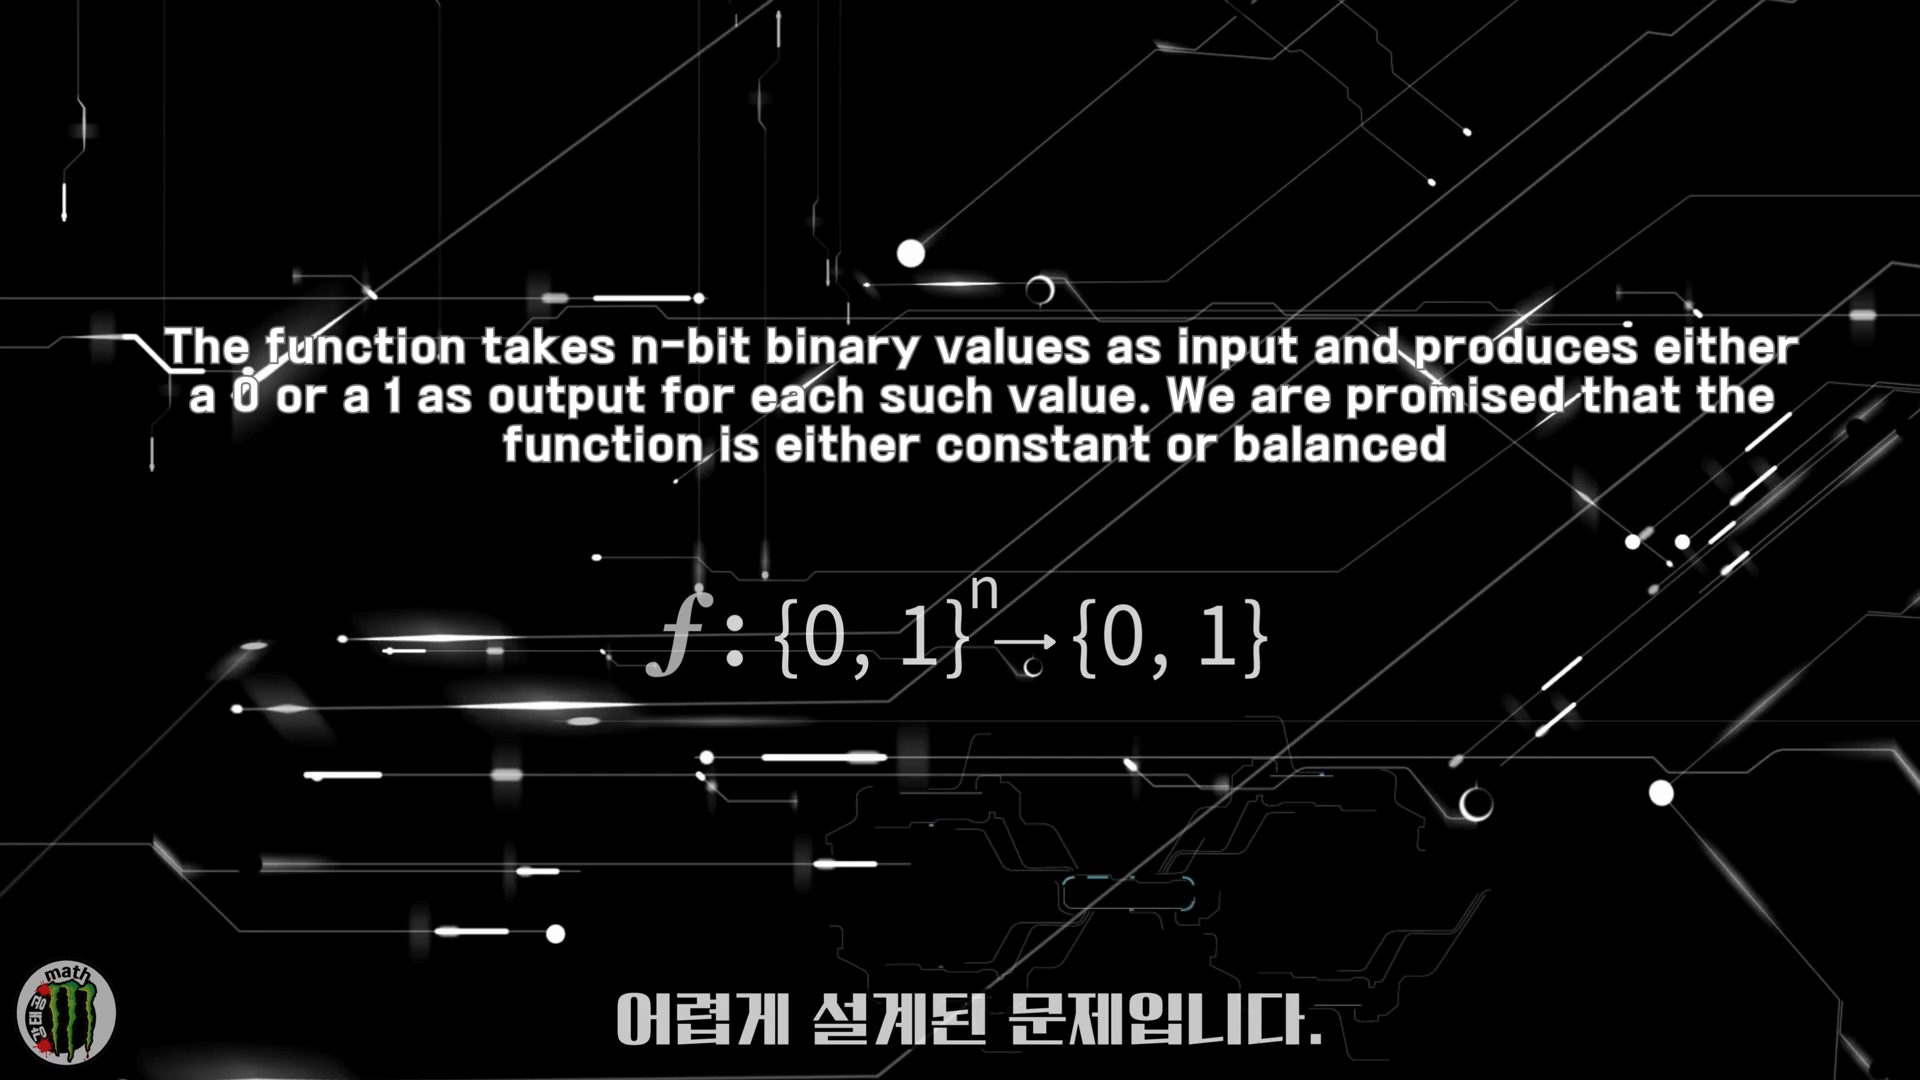 The function takes n-bit binary values as input and produces either
a 0 or a 1 as output for each such value. We are promised that the
function is either constant or balanced
f : {0, 1}ⁿ → {0, 1}
math
어렵게 설계된 문제입니다.